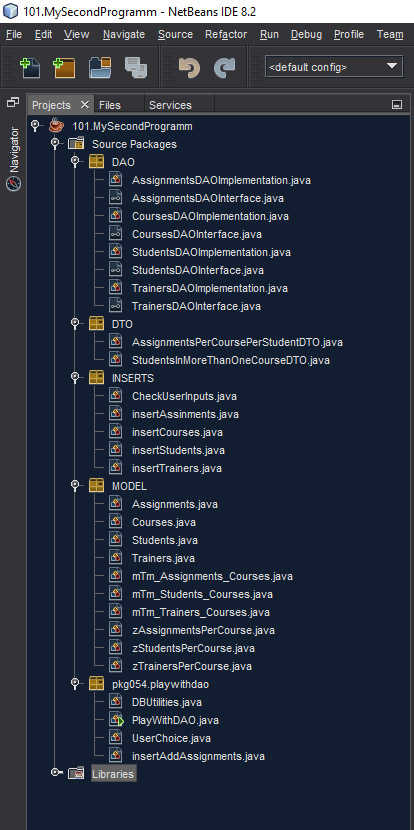 101.MySecondProgramm - NetBeans IDE 8.2
File Edit View Navigate Source Refactor Run Debug Profile Team
<default config>
Projects Files Services
Navigator
101.MySecondProgramm
Source Packages
DAO
AssignmentsDAOImplementation.java
AssignmentsDAOInterface.java
CoursesDAOImplementation.java
CoursesDAOInterface.java
StudentsDAOImplementation.java
StudentsDAOInterface.java
TrainersDAOImplementation.java
TrainersDAOInterface.java
DTO
AssignmentsPerCoursePerStudentDTO.java
StudentsInMoreThanOneCourseDTO.java
INSERTS
CheckUserInputs.java
insertAssinments.java
insertCourses.java
insertStudents.java
insertTrainers.java
MODEL
Assignments.java
Courses.java
Students.java
Trainers.java
mTm_Assignments_Courses.java
mTm_Students_Courses.java
mTm_Trainers_Courses.java
zAssignmentsPerCourse.java
zStudentsPerCourse.java
zTrainersPerCourse.java
pkg054.playwithdao
DBUtilities.java
PlayWithDAO.java
UserChoice.java
insertAddAssignments.java
Libraries